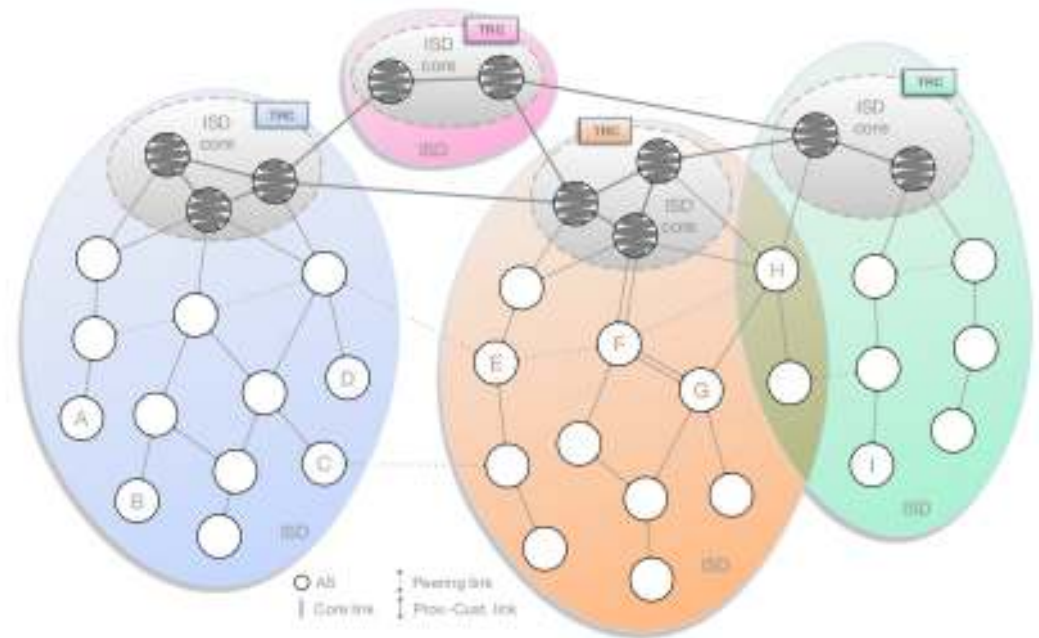 TRC
ISD
core
ISD
TRC
ISD
core
TRC
ISD
core
TRC
ISD
core
H
D
E
F
G
A
B
C
I
ISD
ISD
ISD
AS
Peering link
Core link
Prov.-Cust. link